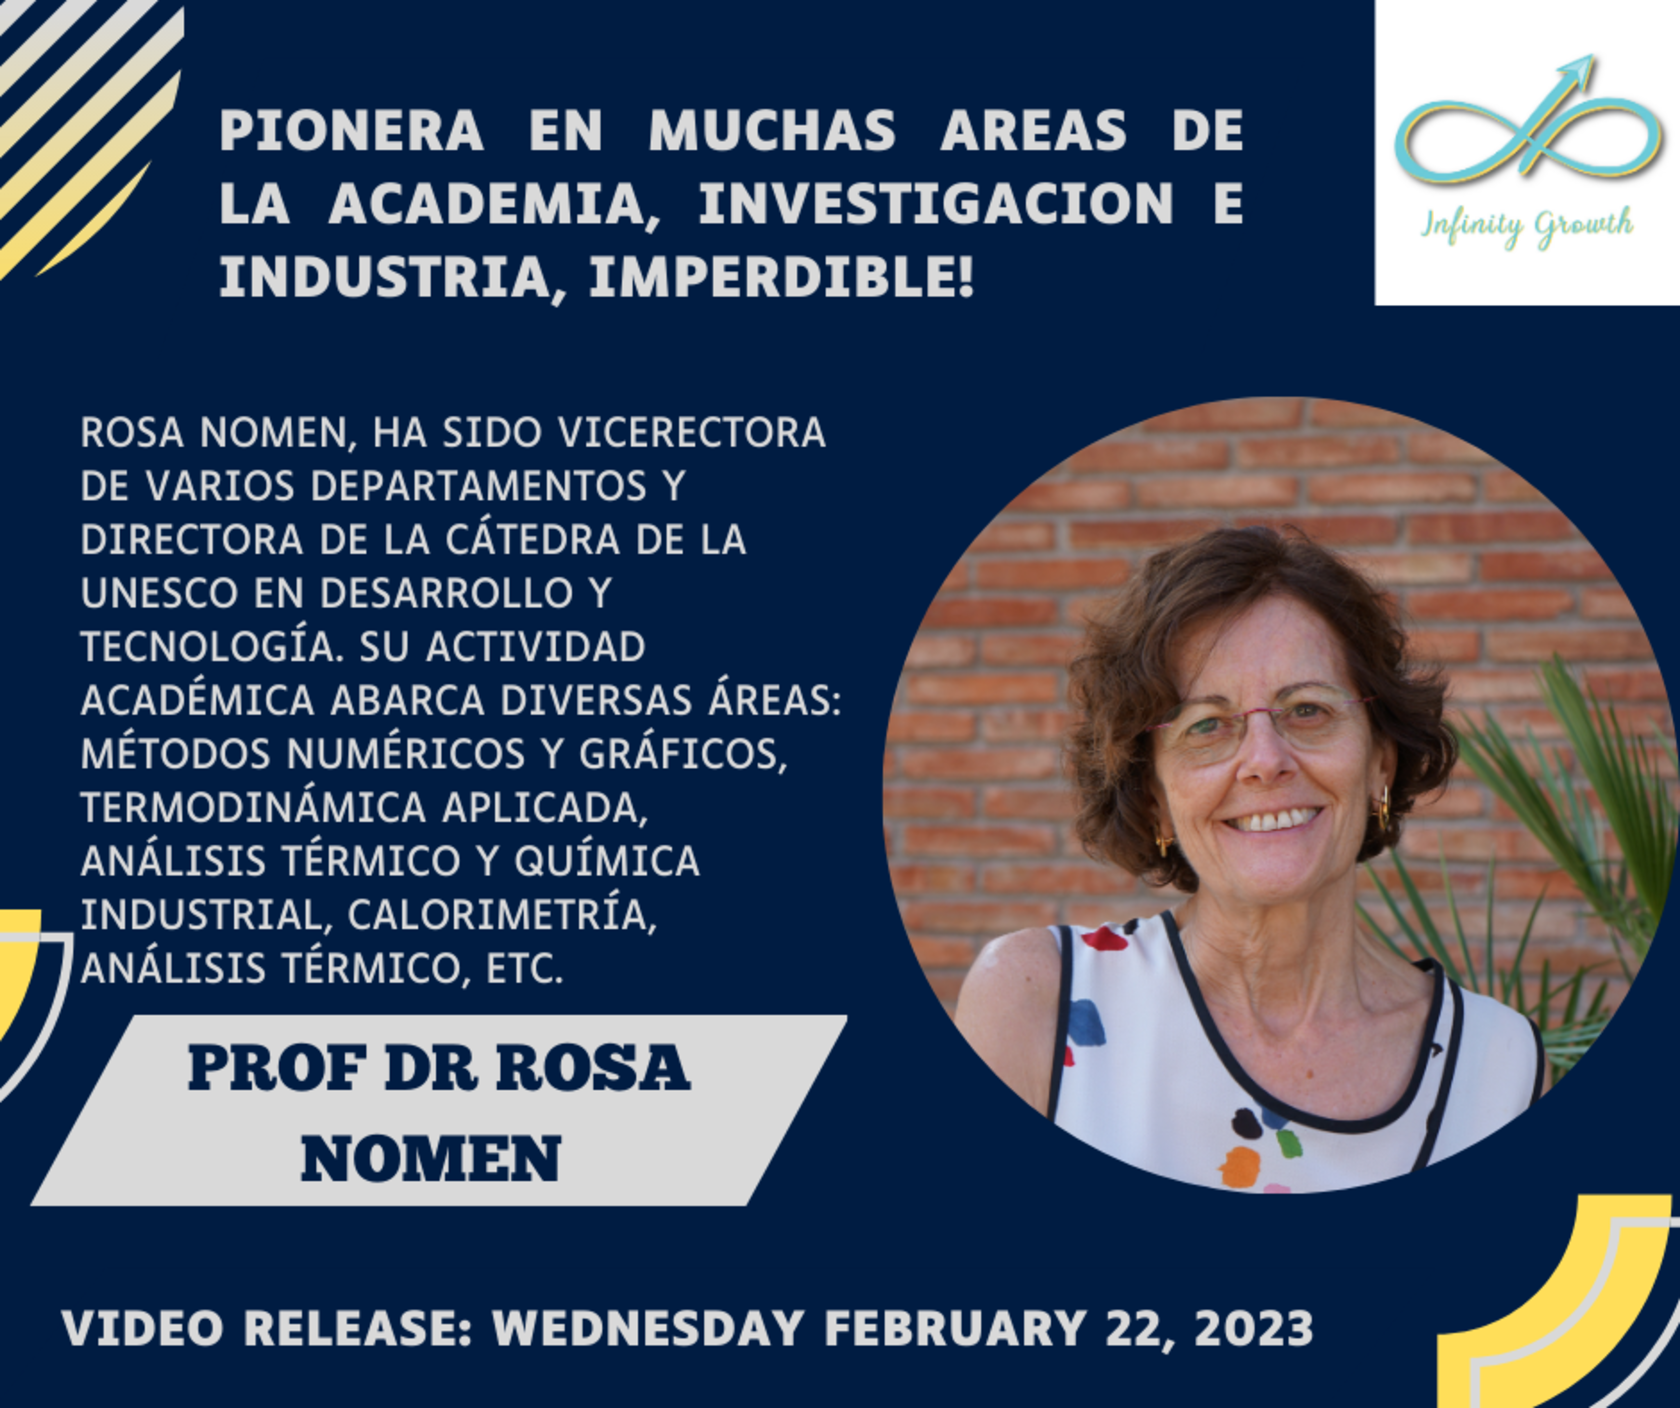 PIONERA EN MUCHAS AREAS DE
LA ACADEMIA, INVESTIGACION E
INDUSTRIA, IMPERDIBLE!
Infinity Growth
ROSA NOMEN, HA SIDO VICERECTORA
DE VARIOS DEPARTAMENTOS Y
DIRECTORA DE LA CÁTEDRA DE LA
UNESCO EN DESARROLLO Y
TECNOLOGÍA. SU ACTIVIDAD
ACADÉMICA ABARCA DIVERSAS ÁREAS:
MÉTODOS NUMÉRICOS Y GRÁFICOS,
TERMODINÁMICA APLICADA,
ANÁLISIS TÉRMICO Y QUÍMICA
INDUSTRIAL, CALORIMETRÍA,
ANÁLISIS TÉRMICO, ETC.
PROF DR ROSA
NOMEN
VIDEO RELEASE: WEDNESDAY FEBRUARY 22, 2023